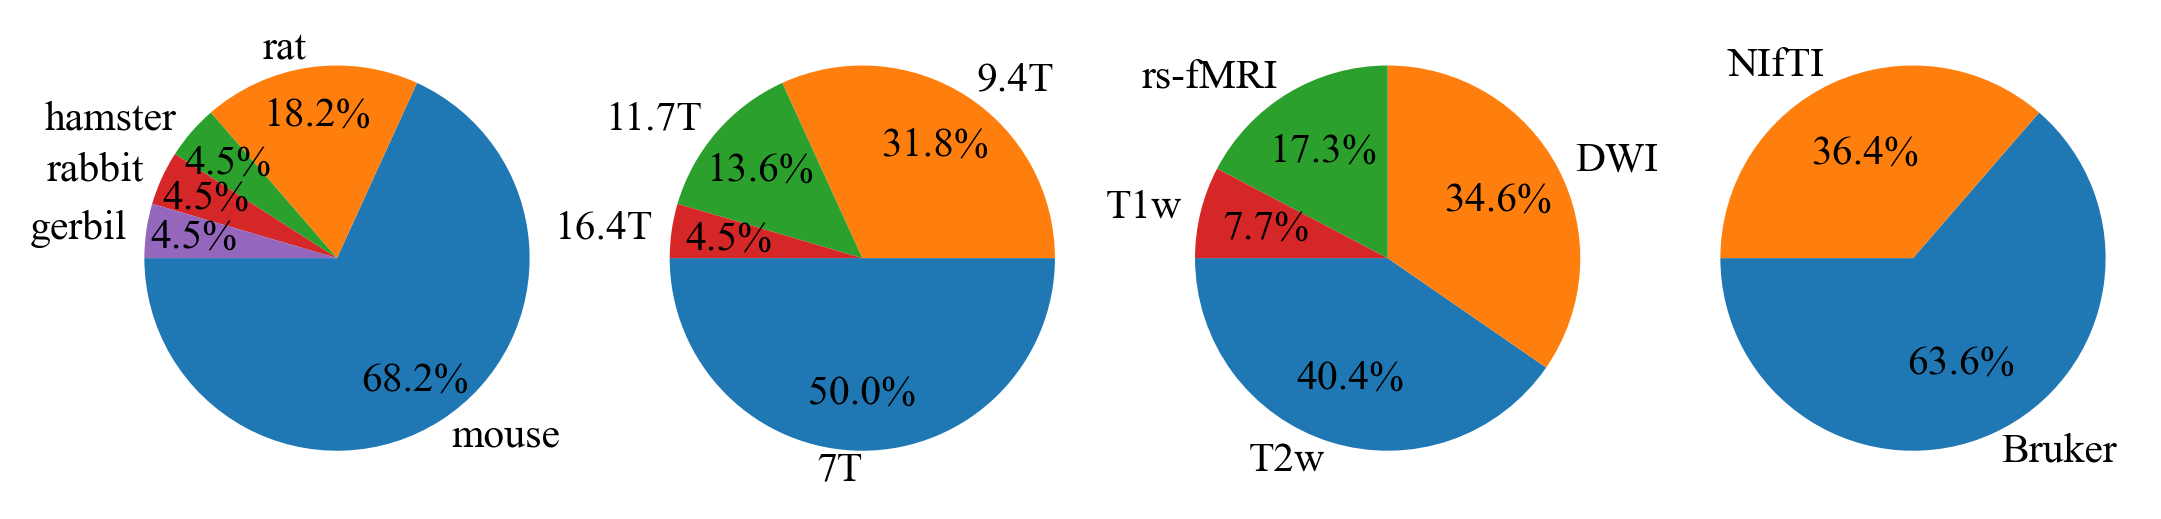 rat
18.2%
hamster
4.5%
rabbit
4.5%
gerbil
4.5%
68.2%
mouse
9.4T
31.8%
11.7T
13.6%
16.4T
4.5%
50.0%
7T
rs-fMRI
17.3%
DWI
34.6%
T1w
7.7%
40.4%
T2w
NIfTI
36.4%
63.6%
Bruker